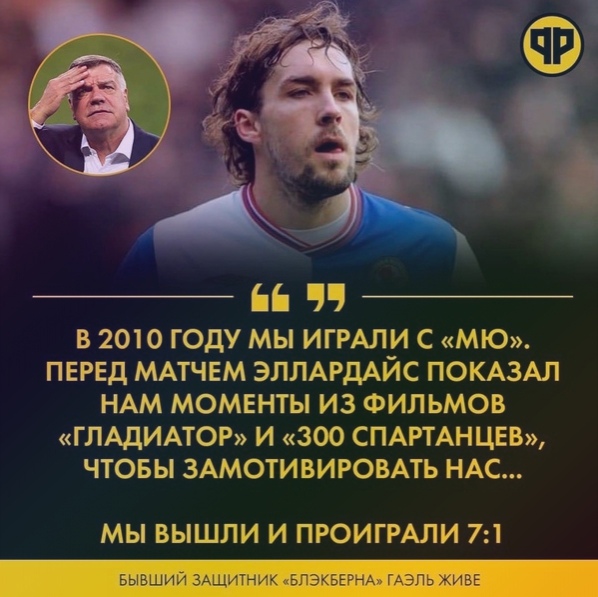 В 2010 ГОДУ МЫ ИГРАЛИ С «МЮ».
ПЕРЕД МАТЧЕМ ЭЛЛАРДАЙС ПОКАЗАЛ
НАМ МОМЕНТЫ ИЗ ФИЛЬМОВ
«ГЛАДИАТОР» И «300 СПАРТАНЦЕВ»,
ЧТОБЫ ЗАМОТИВИРОВАТЬ НАС...
МЫ ВЫШЛИ И ПРОИГРАЛИ 7:1
БЫВШИЙ ЗАЩИТНИК «БЛЭКБЕРНА» ГАЭЛЬ ЖИВЕ